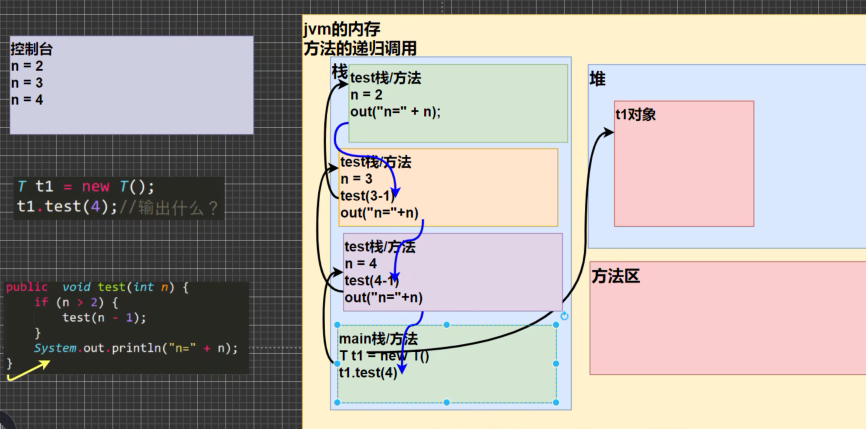 控制台
n = 2
n = 3
n = 4
T t1 = new T();
t1.test(4);//输出什么？
public void test(int n) {
if (n > 2) {
test(n - 1);
}
System.out.println("n=" + n);
}
jvm的内存
方法的递归调用
栈
test栈/方法
n = 2
out("n=" + n);
test栈/方法
n = 3
test(3-1)
out("n="+n)
test栈/方法
n = 4
test(4-1)
out("n="+n)
main栈/方法
T t1 = new T()
t1.test(4)
堆
t1对象
方法区